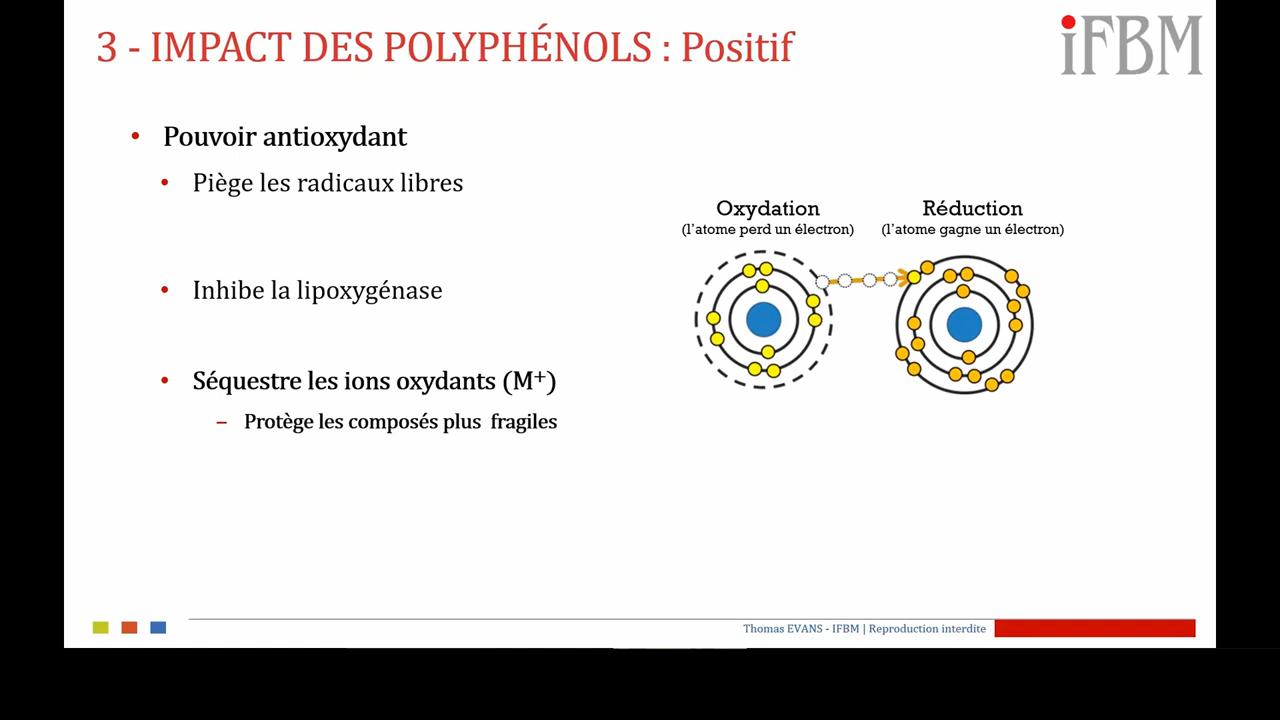 3 - IMPACT DES POLYPHÉNOLS : Positif
iFBM
• Pouvoir antioxydant
• Piège les radicaux libres
• Inhibe la lipoxygénase
• Séquestre les ions oxydants (M⁺)
– Protège les composés plus fragiles
Oxydation
(l'atome perd un électron)
Réduction
(l'atome gagne un électron)
Thomas EVANS - IFBM | Reproduction interdite